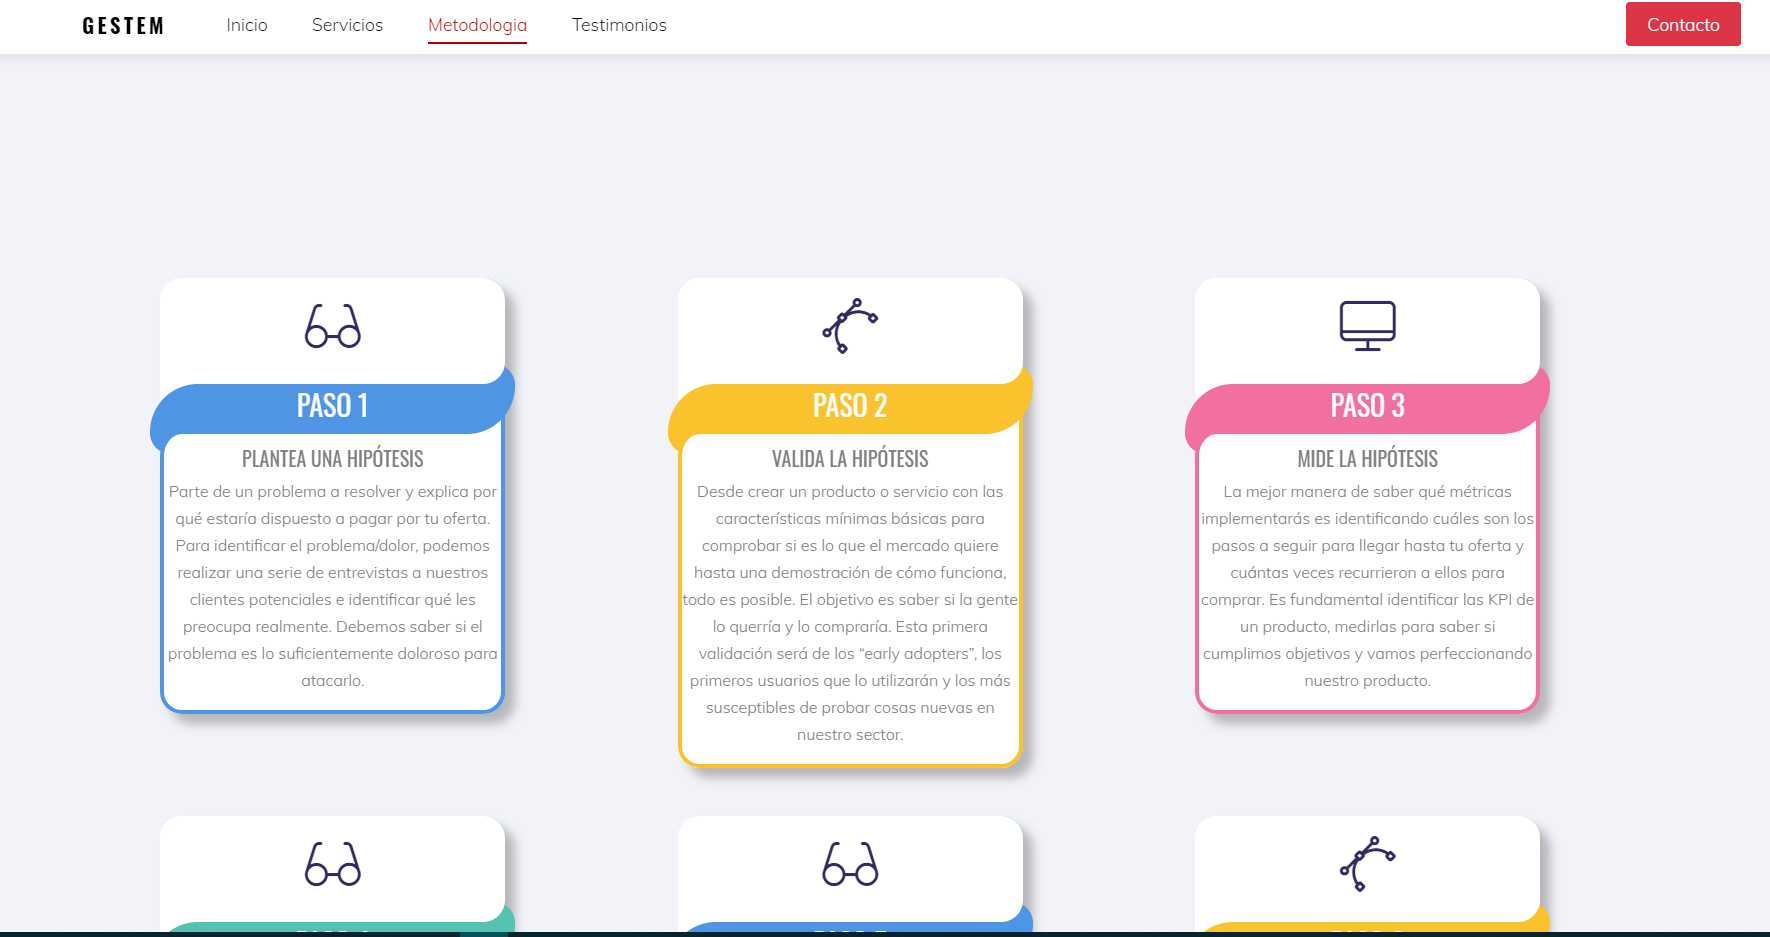 GESTEM
Inicio
Servicios
Metodologia
Testimonios
Contacto
PASO 1
PLANTEA UNA HIPÓTESIS
Parte de un problema a resolver y explica por
qué estaría dispuesto a pagar por tu oferta.
Para identificar el problema/dolor, podemos
realizar una serie de entrevistas a nuestros
clientes potenciales e identificar qué les
preocupa realmente. Debemos saber si el
problema es lo suficientemente doloroso para
atacarlo.
PASO 2
VALIDA LA HIPÓTESIS
Desde crear un producto o servicio con las
características mínimas básicas para
comprobar si es lo que el mercado quiere
hasta una demostración de cómo funciona,
todo es posible. El objetivo es saber si la gente
lo querría y lo compraría. Esta primera
validación será de los “early adopters”, los
primeros usuarios que lo utilizarán y los más
susceptibles de probar cosas nuevas en
nuestro sector.
PASO 3
MIDE LA HIPÓTESIS
La mejor manera de saber qué métricas
implementarás es identificando cuáles son los
pasos a seguir para llegar hasta tu oferta y
cuántas veces recurrieron a ellos para
comprar. Es fundamental identificar las KPI de
un producto, medirlas para saber si
cumplimos objetivos y vamos perfeccionando
nuestro producto.